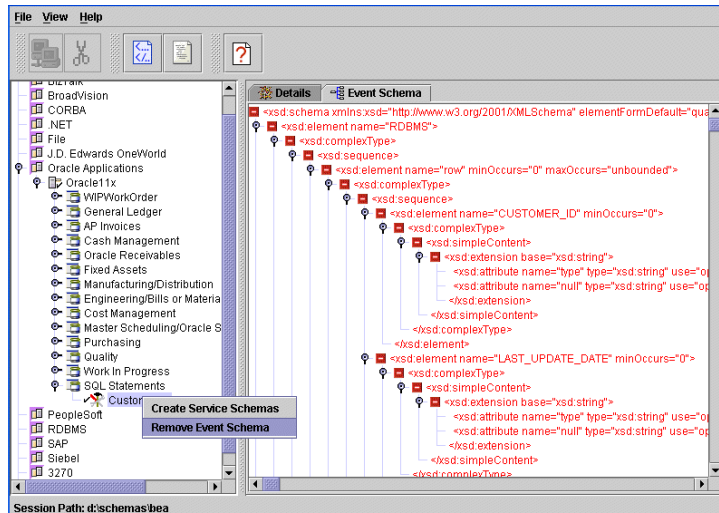 File View Help
BizTalk
BroadVision
CORBA
.NET
File
J.D. Edwards OneWorld
Oracle Applications
Oracle11x
WIPWorkOrder
General Ledger
AP Invoices
Cash Management
Oracle Receivables
Fixed Assets
Manufacturing/Distribution
Engineering/Bills or Materia
Cost Management
Master Scheduling/Oracle S
Purchasing
Quality
Work In Progress
SQL Statements
Custo
PeopleSoft
RDBMS
SAP
Siebel
3270
Create Service Schemas
Remove Event Schema
Details Event Schema
<xsd:schema xmlns:xsd="http://www.w3.org/2001/XMLSchema" elementFormDefault="qua
<xsd:element name="RDBMS">
<xsd:complexType>
<xsd:sequence>
<xsd:element name="row" minOccurs="0" maxOccurs="unbounded">
<xsd:complexType>
<xsd:sequence>
<xsd:element name="CUSTOMER_ID" minOccurs="0">
<xsd:complexType>
<xsd:simpleContent>
<xsd:extension base="xsd:string">
<xsd:attribute name="type" type="xsd:string" use="op
<xsd:attribute name="null" type="xsd:string" use="op
</xsd:extension>
</xsd:simpleContent>
</xsd:complexType>
</xsd:element>
<xsd:element name="LAST_UPDATE_DATE" minOccurs="0">
<xsd:complexType>
<xsd:simpleContent>
<xsd:extension base="xsd:string">
<xsd:attribute name="type" type="xsd:string" use="op
<xsd:attribute name="null" type="xsd:string" use="op
</xsd:extension>
</xsd:simpleContent>
</xsd:complexType>
Session Path: d:\schemas\bea